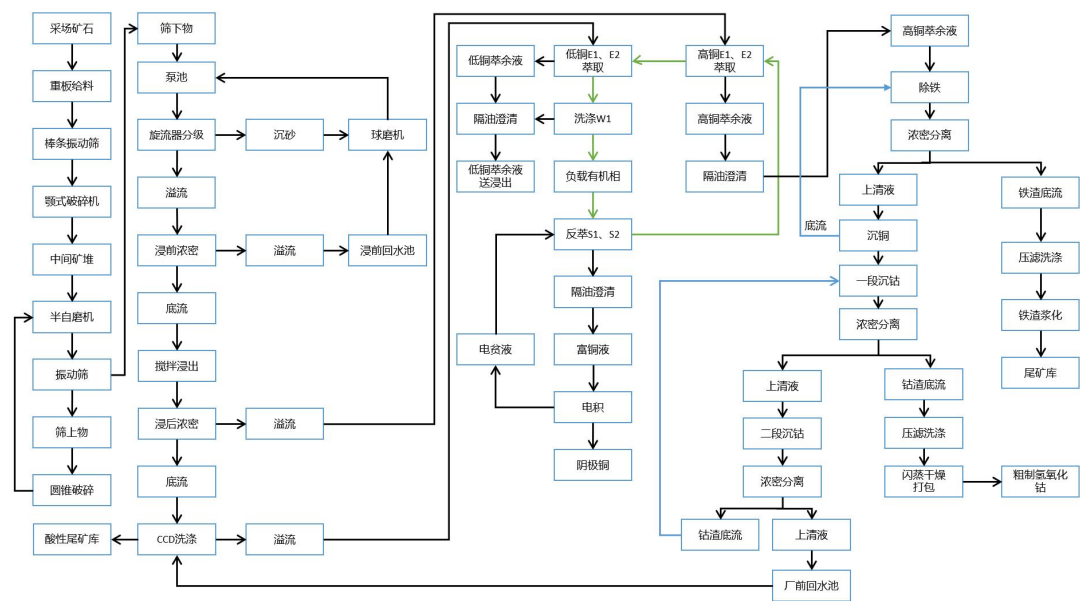 采场矿石
重板给料
棒条振动筛
颚式破碎机
中间矿堆
半自磨机
振动筛
筛上物
圆锥破碎
酸性尾矿库
筛下物
泵池
旋流器分级
沉砂
球磨机
溢流
浸前浓密
溢流
浸前回水池
底流
搅拌浸出
浸后浓密
溢流
底流
CCD洗涤
溢流
低铜萃余液
低铜E1、E2
萃取
高铜E1、E2
萃取
隔油澄清
洗涤W1
高铜萃余液
低铜萃余液
送浸出
负载有机相
隔油澄清
反萃S1、S2
隔油澄清
电贫液
富铜液
电积
阴极铜
高铜萃余液
除铁
浓密分离
上清液
铁渣底流
底流
沉铜
压滤洗涤
一段沉钴
铁渣浆化
浓密分离
尾矿库
上清液
钴渣底流
二段沉钴
压滤洗涤
浓密分离
闪蒸干燥
打包
粗制氢氧化
钴
钴渣底流
上清液
厂前回水池